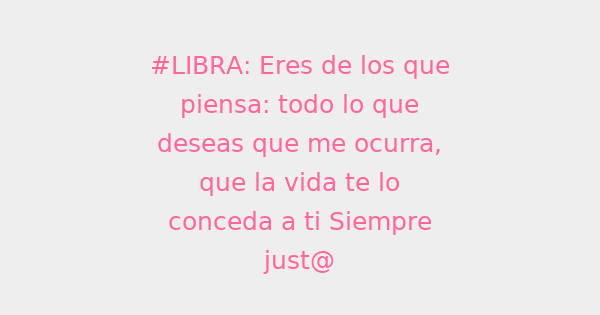 #LIBRA: Eres de los que
piensa: todo lo que
deseas que me ocurra,
que la vida te lo
conceda a ti Siempre
just@